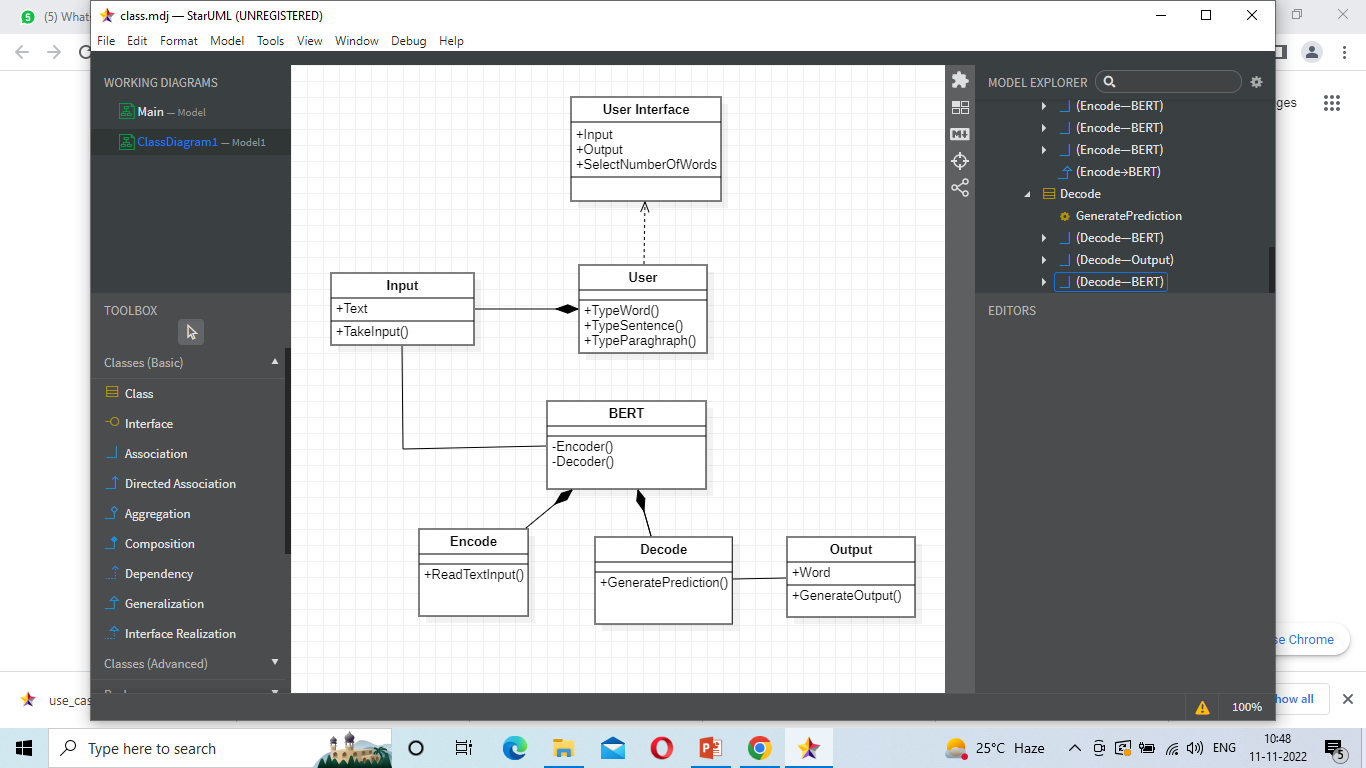 5 (5) What
class.mdj — StarUML (UNREGISTERED)
File Edit Format Model Tools View Window Debug Help
WORKING DIAGRAMS
Main — Model
ClassDiagram1 — Model1
TOOLBOX
Classes (Basic)
Class
Interface
Association
Directed Association
Aggregation
Composition
Dependency
Generalization
Interface Realization
Classes (Advanced)
User Interface
+Input
+Output
+SelectNumberOfWords
User
+TypeWord()
+TypeSentence()
+TypeParaghraph()
Input
+Text
+TakeInput()
BERT
-Encoder()
-Decoder()
Encode
+ReadTextInput()
Decode
+GeneratePrediction()
Output
+Word
+GenerateOutput()
M↓
MODEL EXPLORER
(Encode—BERT)
(Encode—BERT)
(Encode—BERT)
(Encode→BERT)
Decode
GeneratePrediction
(Decode—BERT)
(Decode—Output)
(Decode—BERT)
EDITORS
100%
ges
se Chrome
use_cas
how all
Type here to search
25°C Haze
ENG
10:48
11-11-2022
5